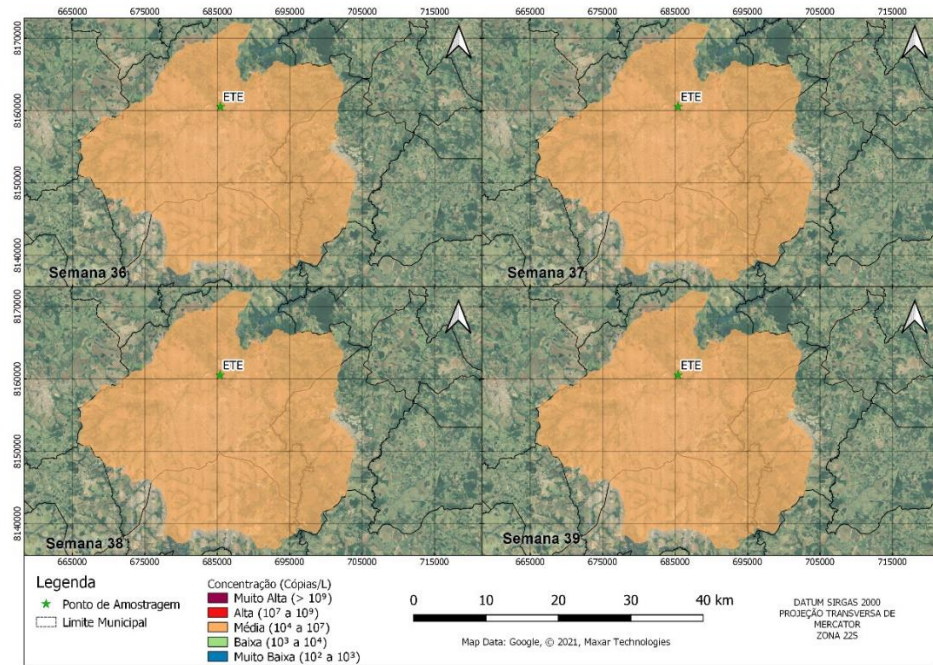 665000 675000 685000 695000 705000 715000 665000 675000 685000 695000 705000 715000
8170000
8160000
8150000
8140000
ETE
Semana 36
ETE
Semana 37
8170000
8160000
8150000
8140000
ETE
Semana 38
ETE
Semana 39
665000 675000 685000 695000 705000 715000 665000 675000 685000 695000 705000 715000
Legenda
Ponto de Amostragem
Limite Municipal
Concentração (Cópias/L)
Muito Alta (> 10⁹)
Alta (10⁷ a 10⁹)
Média (10⁴ a 10⁷)
Baixa (10³ a 10⁴)
Muito Baixa (10² a 10³)
0 10 20 30 40 km
Map Data: Google, © 2021, Maxar Technologies
DATUM SIRGAS 2000
PROJEÇÃO TRANSVERSA DE
MERCATOR
ZONA 22S